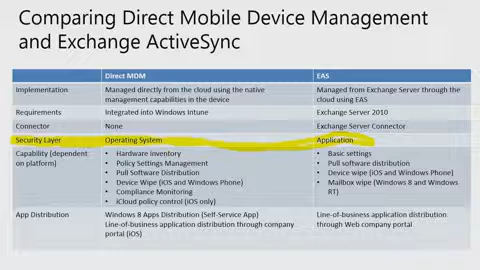 Comparing Direct Mobile Device Management
and Exchange ActiveSync
Direct MDM
EAS
Implementation
Managed directly from the cloud using the native
management capabilities in the device
Managed from Exchange Server through the
cloud using EAS
Requirements
Integrated into Windows Intune
Exchange Server 2010
Connector
None
Exchange Server Connector
Security Layer
Operating System
Application
Capability (dependent
on platform)
• Hardware inventory
• Policy Settings Management
• Pull Software Distribution
• Device Wipe (iOS and Windows Phone)
• Compliance Monitoring
• iCloud policy control (iOS only)
• Basic settings
• Pull software distribution
• Device wipe (iOS and Windows Phone)
• Mailbox wipe (Windows 8 and Windows
RT)
App Distribution
Windows 8 Apps Distribution (Self-Service App)
Line-of-business application distribution through company
portal (iOS)
Line-of-business application distribution
through Web company portal